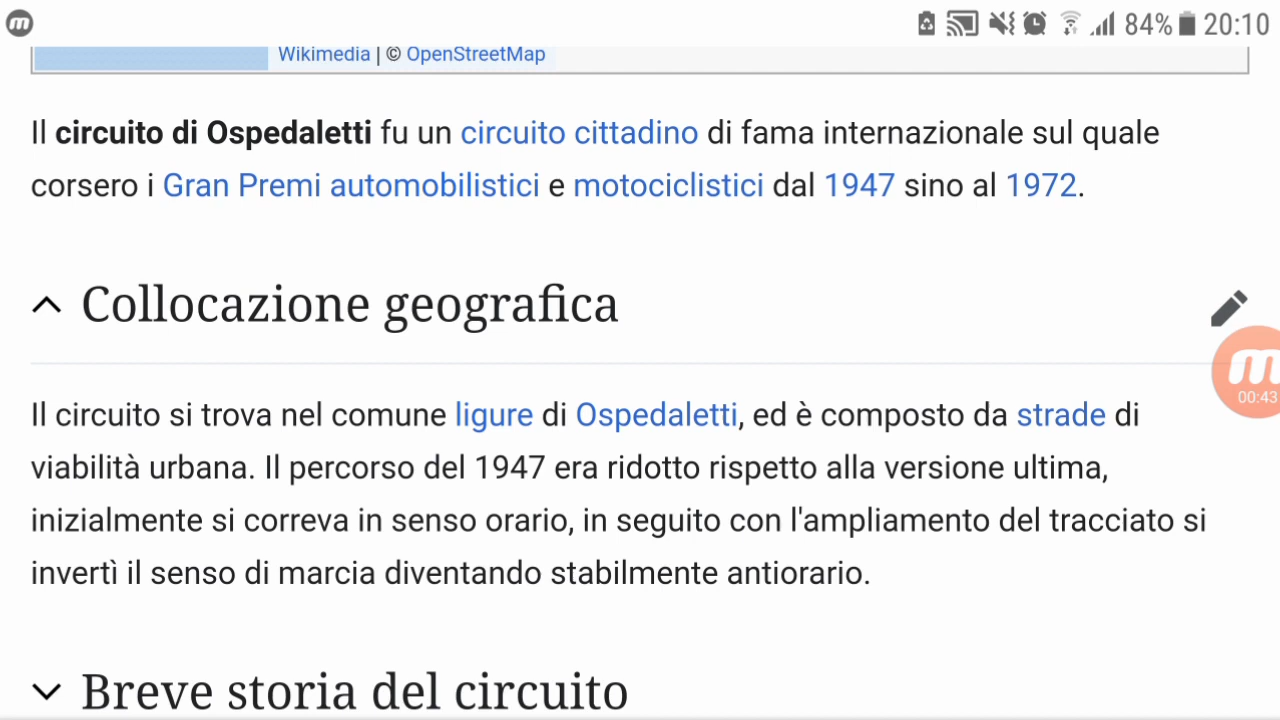 m 84% 20:10
Wikimedia | © OpenStreetMap
Il circuito di Ospedaletti fu un circuito cittadino di fama internazionale sul quale
corsero i Gran Premi automobilistici e motociclistici dal 1947 sino al 1972.
Collocazione geografica
m
00:43
Il circuito si trova nel comune ligure di Ospedaletti, ed è composto da strade di
viabilità urbana. Il percorso del 1947 era ridotto rispetto alla versione ultima,
inizialmente si correva in senso orario, in seguito con l'ampliamento del tracciato si
invertì il senso di marcia diventando stabilmente antiorario.
Breve storia del circuito